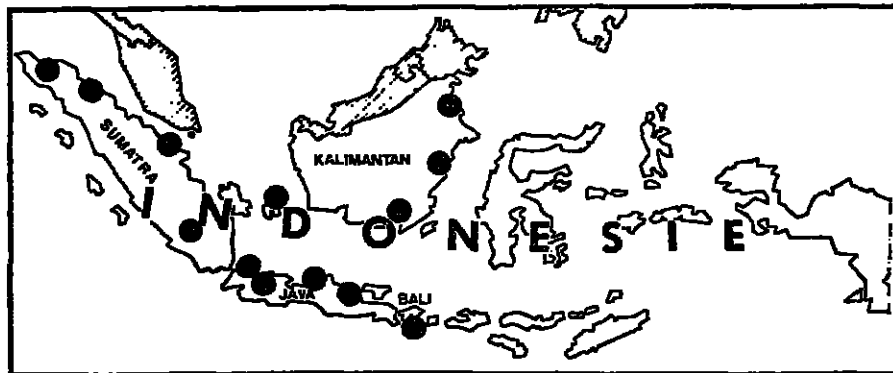 SUMATRA
KALIMANTAN
INDONESIE
JAVA
BALI